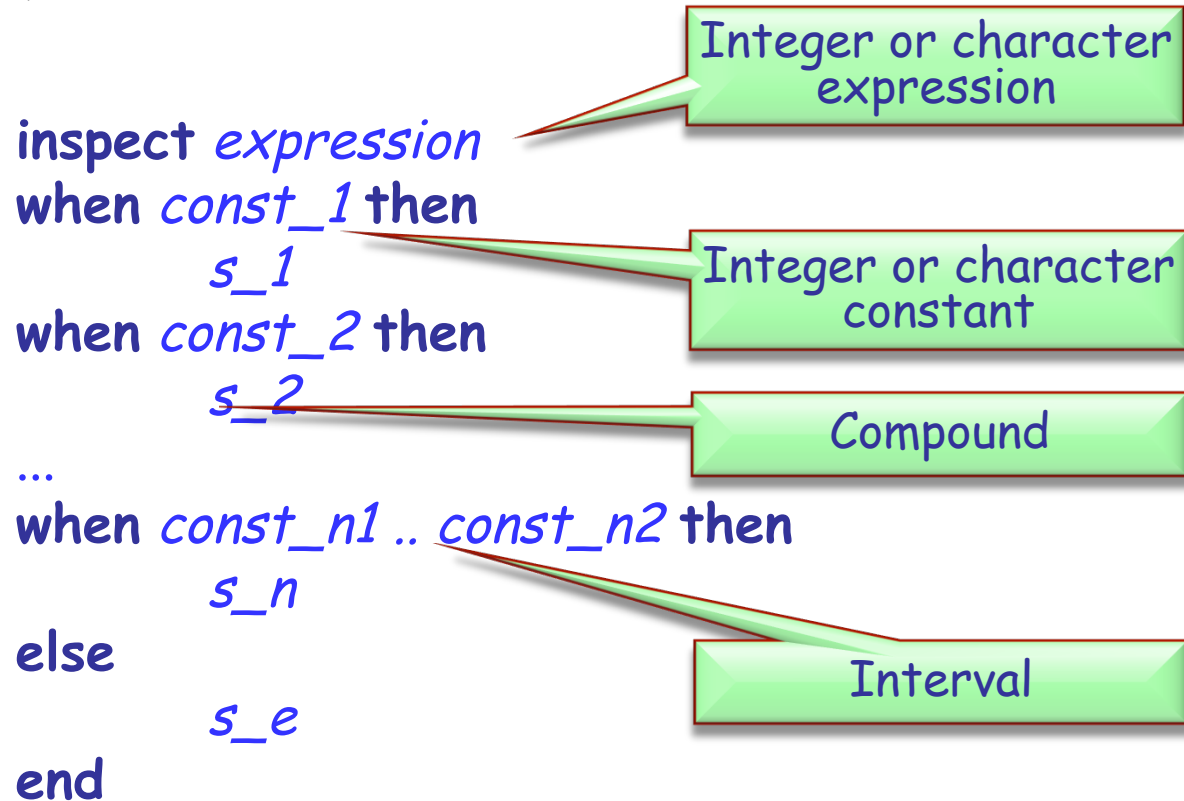 Integer or character
expression
inspect expression
when const_1 then
s_1
Integer or character
constant
when const_2 then
s_2
Compound
...
when const_n1 .. const_n2 then
s_n
Interval
else
s_e
end